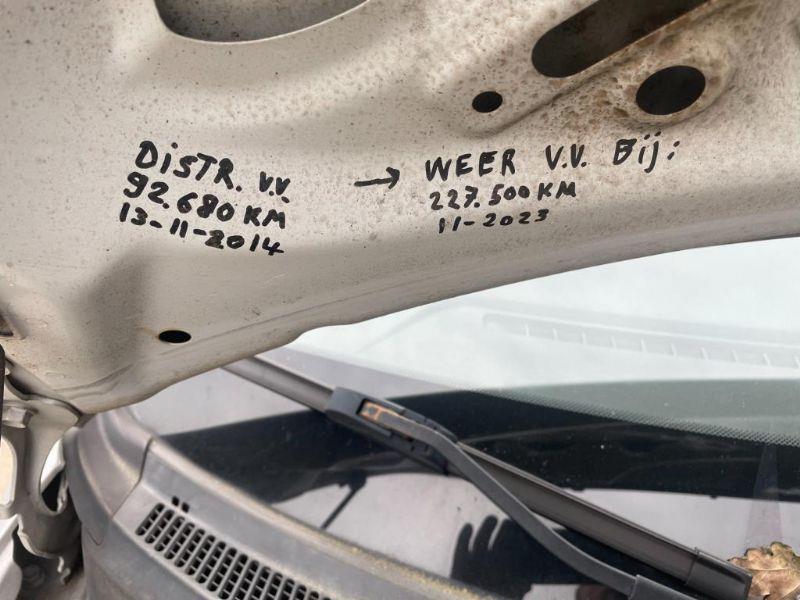 DiSTR. V.V.
92.680 KM
13-11-2014
→ WEER V.V. Bij:
227.500 KM
11-2023